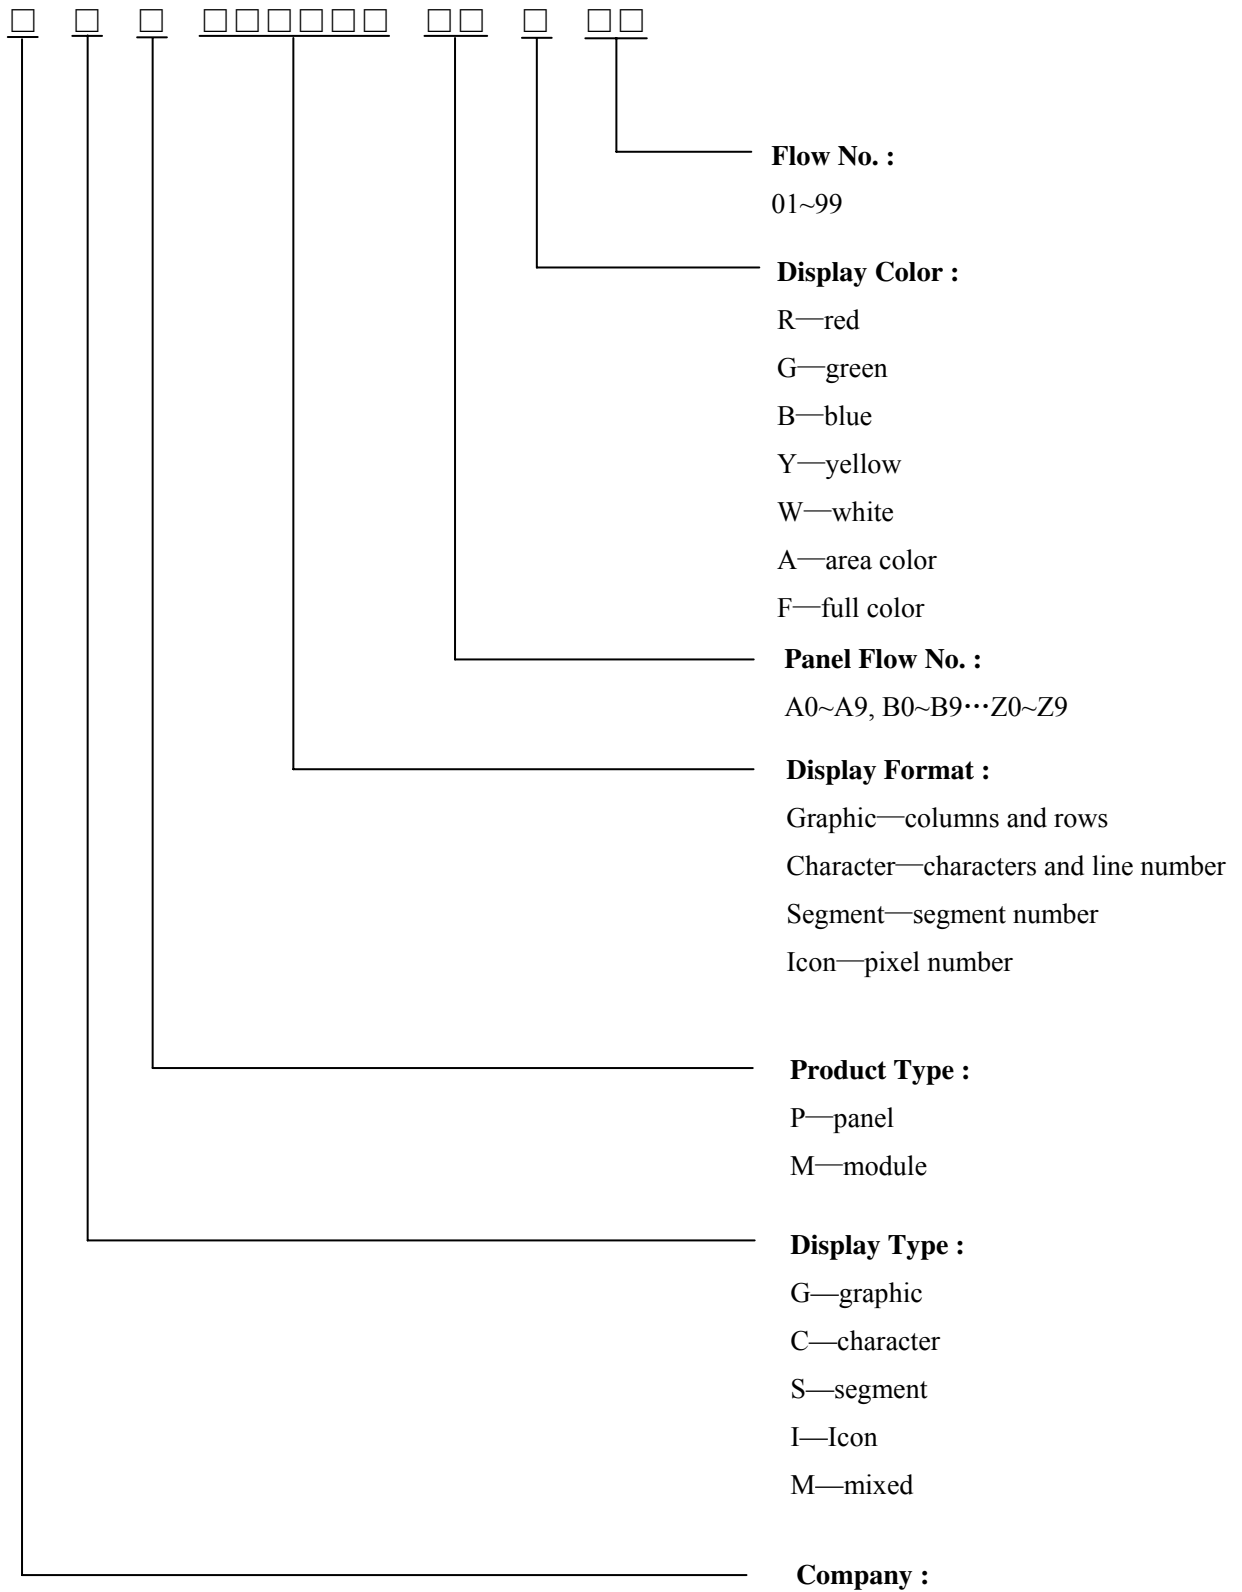 □ □ □ □□□□□□ □□ □ □□
Flow No. :
01~99
Display Color :
R—red
G—green
B—blue
Y—yellow
W—white
A—area color
F—full color
Panel Flow No. :
A0~A9, B0~B9⋯Z0~Z9
Display Format :
Graphic—columns and rows
Character—characters and line number
Segment—segment number
Icon—pixel number
Product Type :
P—panel
M—module
Display Type :
G—graphic
C—character
S—segment
I—Icon
M—mixed
Company :